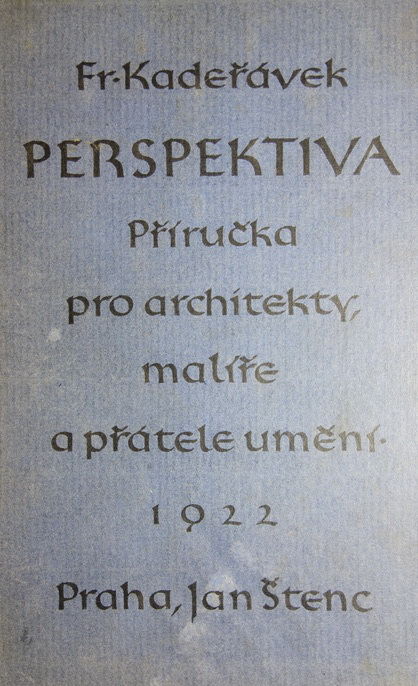 Fr. Kadeřávek
PERSPEKTIVA
Příručka
pro architekty,
malíře
a přátele umění.
1922
Praha, Jan Štenc